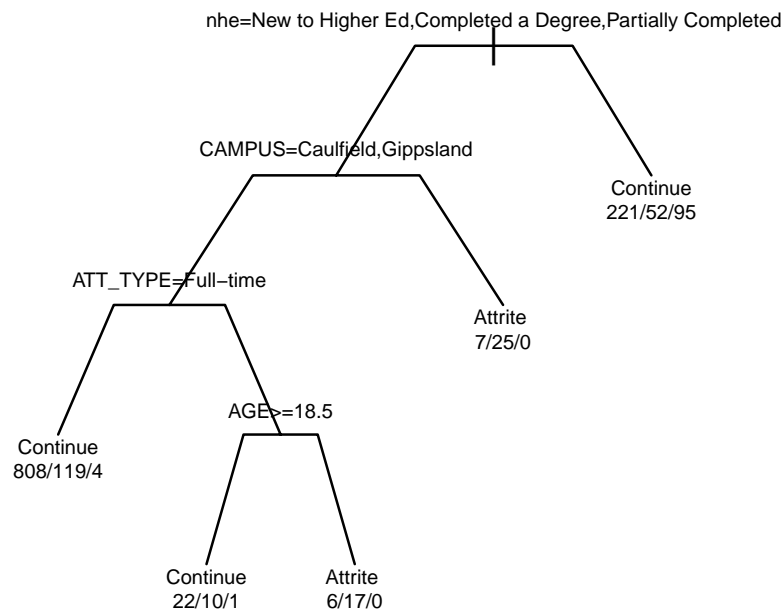 nhe=New to Higher Ed,Completed a Degree,Partially Completed
CAMPUS=Caulfield,Gippsland
Continue
221/52/95
ATT_TYPE=Full−time
Attrite
7/25/0
AGE>=18.5
Continue
808/119/4
Continue
22/10/1
Attrite
6/17/0